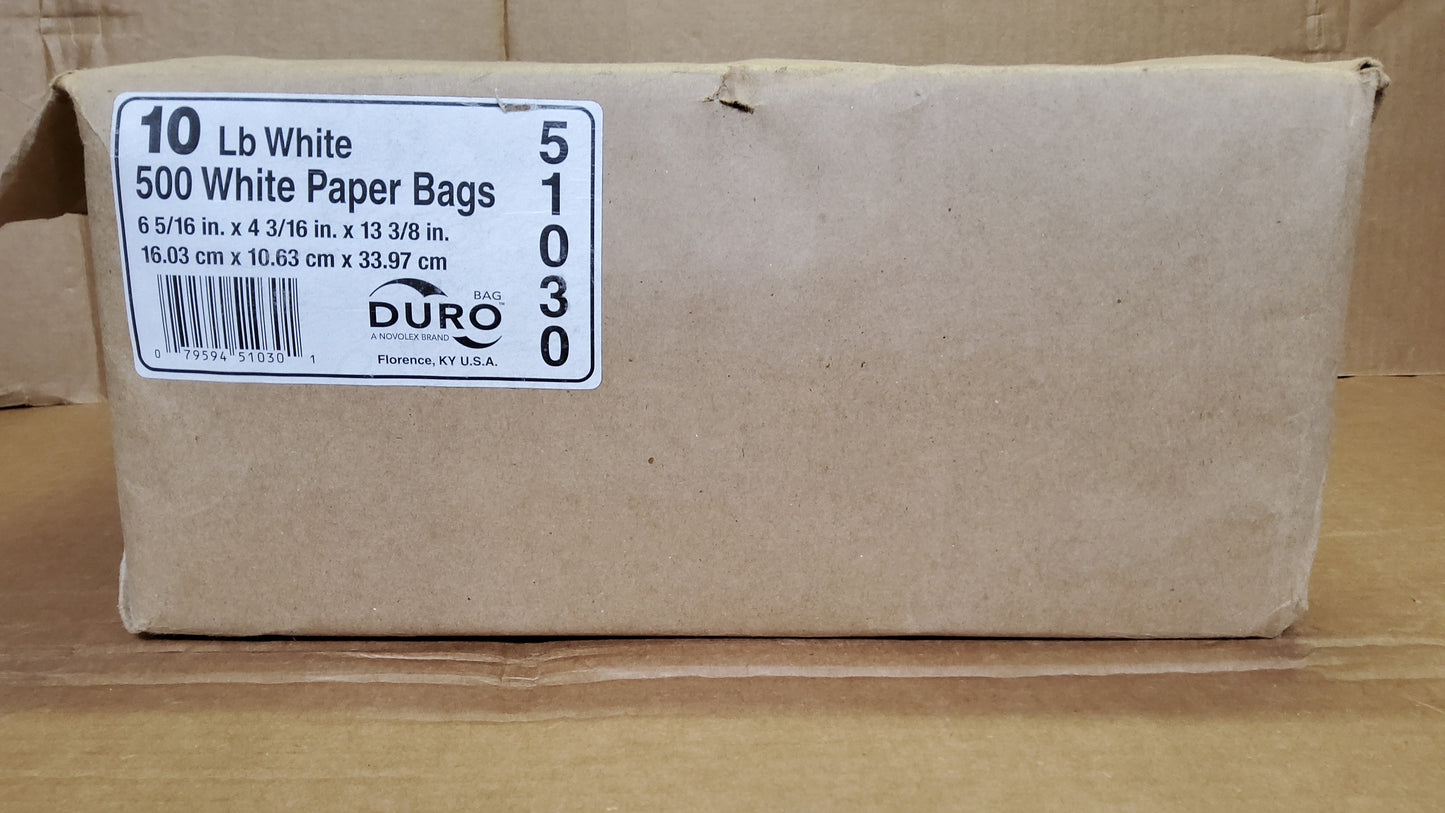 10 Lb White
500 White Paper Bags
6 5/16 in. x 4 3/16 in. x 13 3/8 in.
16.03 cm x 10.63 cm x 33.97 cm
0 79594 51030 1
BAG
DURO™
A NOVOLEX BRAND
Florence, KY U.S.A.
5
1
0
3
0